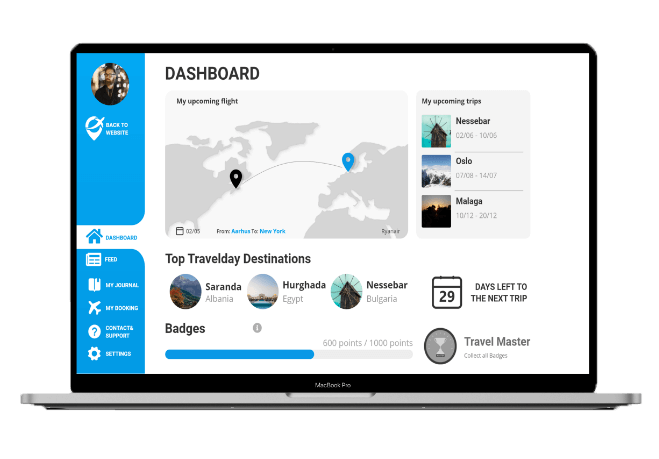 DASHBOARD
My upcoming flight
My upcoming trips
BACK TO
WEBSITE
Nessebar
02/06 - 10/06
Oslo
07/08 - 14/07
Malaga
10/12 - 20/12
02/05
From: Aarhus To: New York
Ryanair
DASHBOARD
FEED
MY JOURNAL
MY BOOKING
CONTACT&
SUPPORT
SETTINGS
Top Travelday Destinations
Saranda
Albania
Hurghada
Egypt
Nessebar
Bulgaria
29
DAYS LEFT TO
THE NEXT TRIP
Badges
600 points / 1000 points
Travel Master
Collect all Badges
MacBook Pro